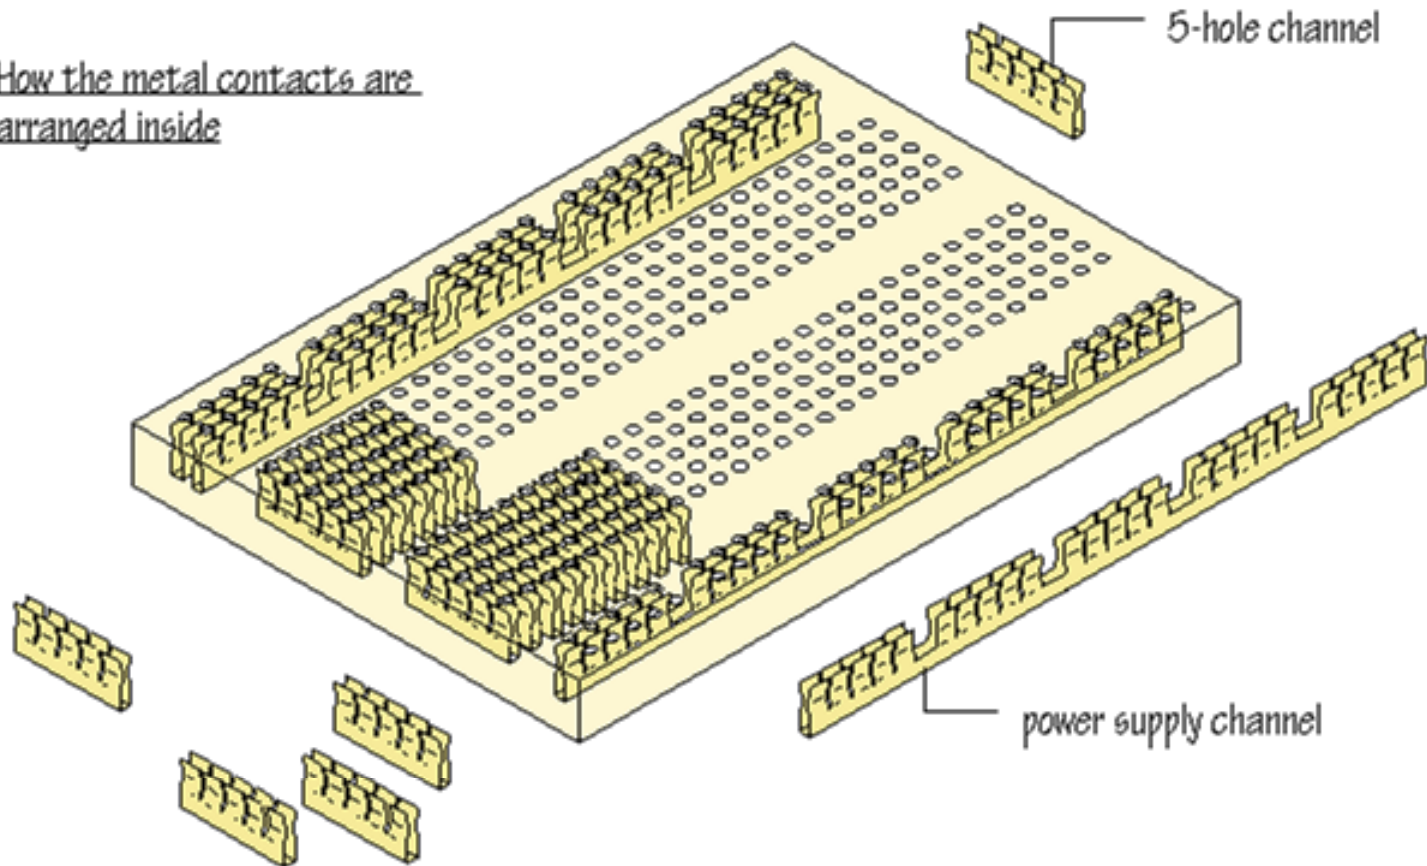 How the metal contacts are
arranged inside
5-hole channel
power supply channel